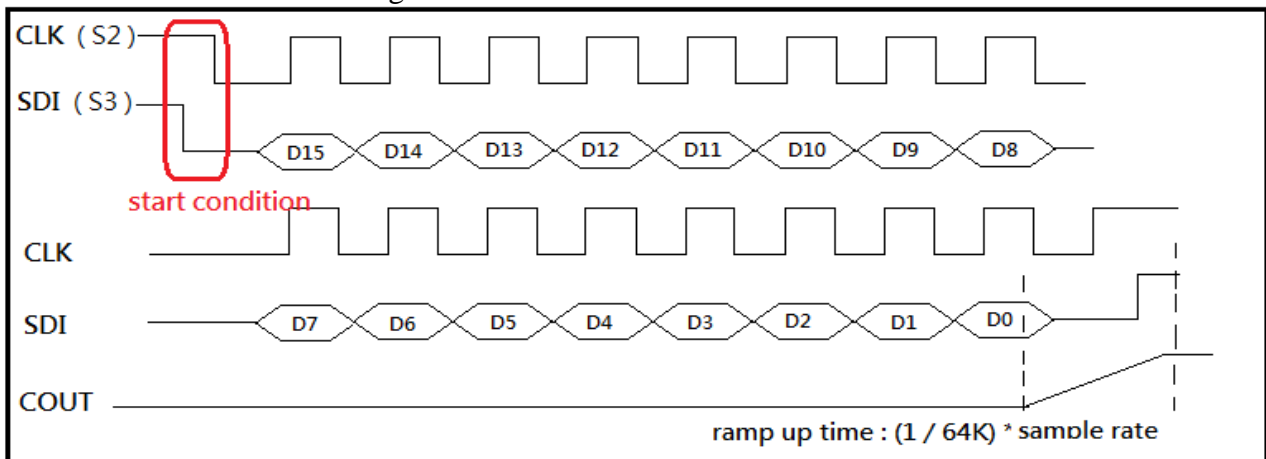 CLK (S2)
SDI (S3)
D15 D14 D13 D12 D11 D10 D9 D8
start condition
CLK
SDI
D7 D6 D5 D4 D3 D2 D1 D0
COUT
ramp up time : (1 / 64K) * sample rate